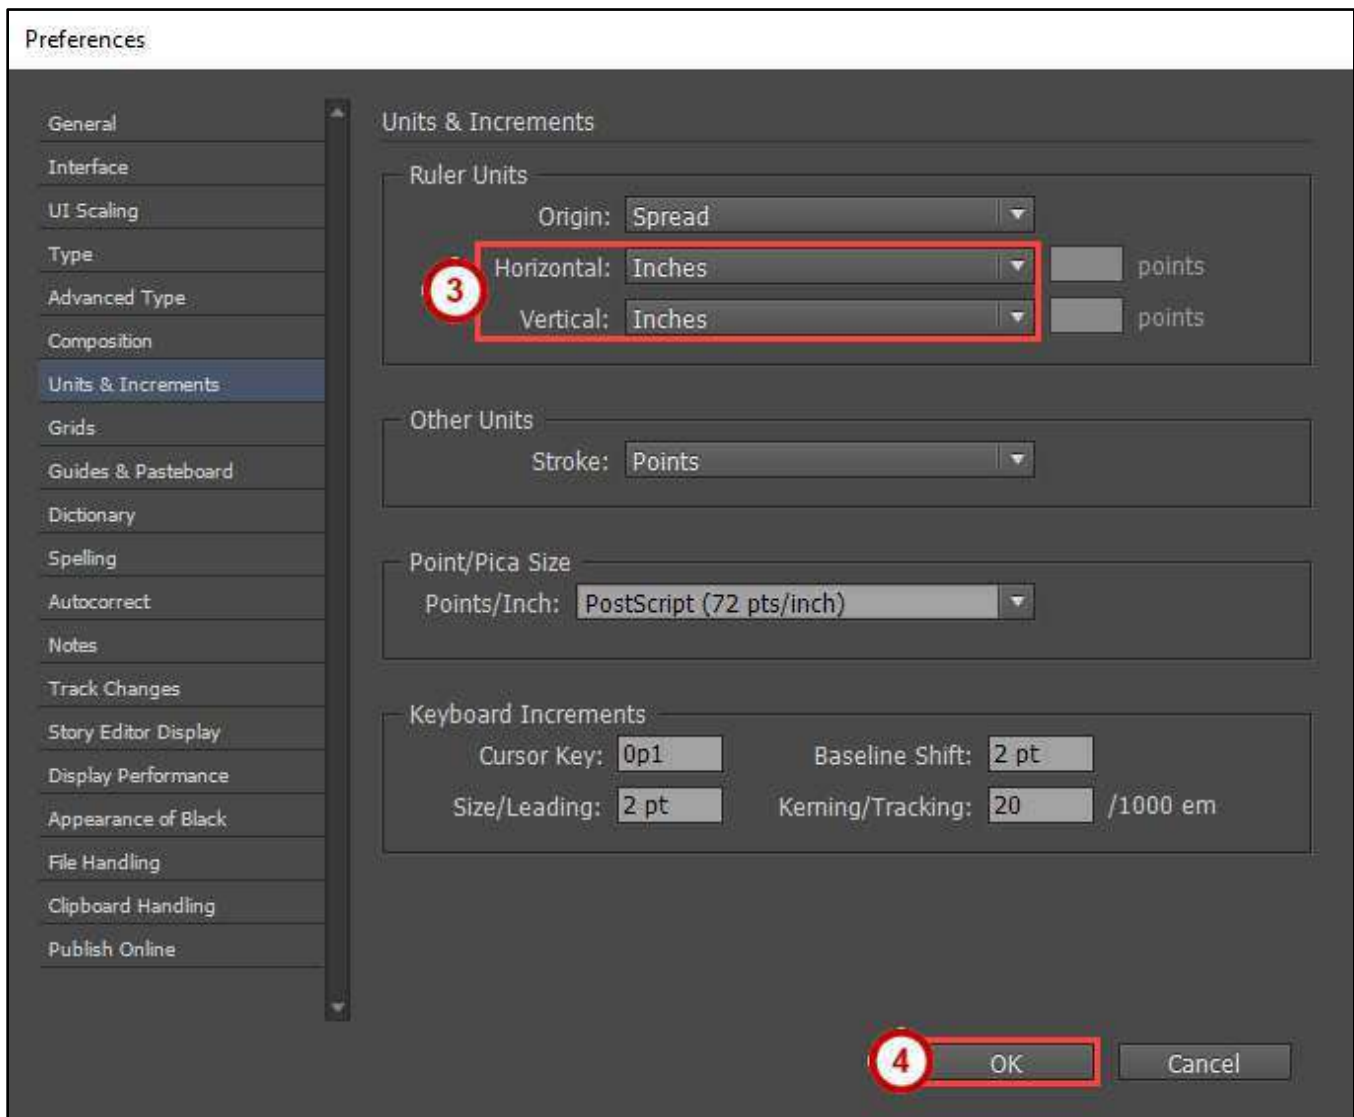 Preferences
General
Interface
UI Scaling
Type
Advanced Type
Composition
Units & Increments
Grids
Guides & Pasteboard
Dictionary
Spelling
Autocorrect
Notes
Track Changes
Story Editor Display
Display Performance
Appearance of Black
File Handling
Clipboard Handling
Publish Online
Units & Increments
Ruler Units
Origin: Spread
3 Horizontal: Inches points
Vertical: Inches points
Other Units
Stroke: Points
Point/Pica Size
Points/Inch: PostScript (72 pts/inch)
Keyboard Increments
Cursor Key: 0p1 Baseline Shift: 2 pt
Size/Leading: 2 pt Kerning/Tracking: 20 /1000 em
4 OK Cancel